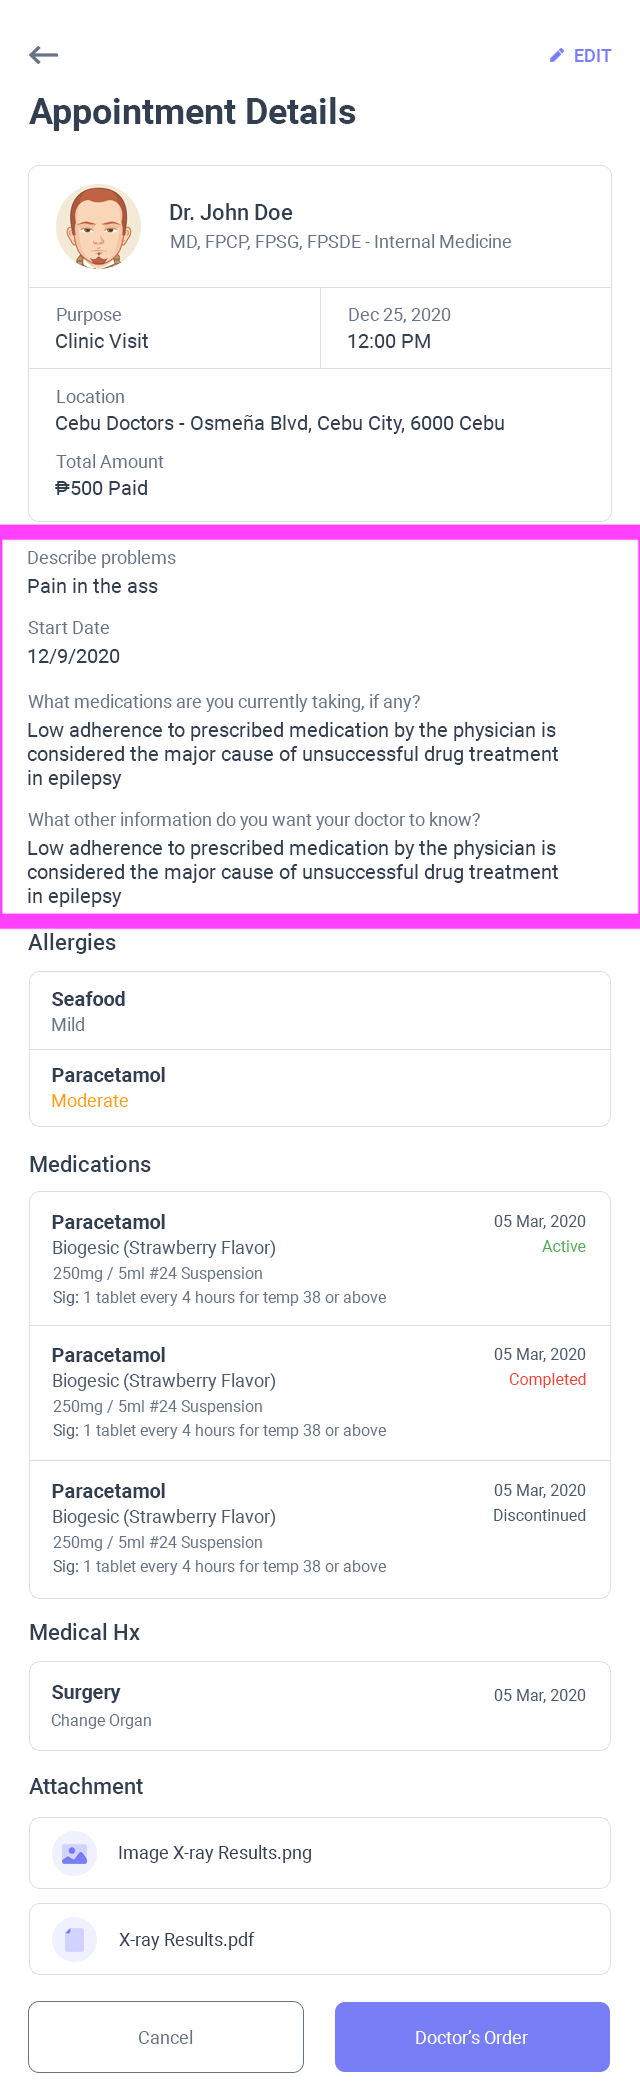 EDIT
Appointment Details
Dr. John Doe
MD, FPCP, FPSG, FPSDE - Internal Medicine
Purpose
Clinic Visit
Dec 25, 2020
12:00 PM
Location
Cebu Doctors - Osmeña Blvd, Cebu City, 6000 Cebu
Total Amount
₱500 Paid
Describe problems
Pain in the ass
Start Date
12/9/2020
What medications are you currently taking, if any?
Low adherence to prescribed medication by the physician is
considered the major cause of unsuccessful drug treatment
in epilepsy
What other information do you want your doctor to know?
Low adherence to prescribed medication by the physician is
considered the major cause of unsuccessful drug treatment
in epilepsy
Allergies
Seafood
Mild
Paracetamol
Moderate
Medications
Paracetamol
05 Mar, 2020
Biogesic (Strawberry Flavor)
Active
250mg / 5ml #24 Suspension
Sig: 1 tablet every 4 hours for temp 38 or above
Paracetamol
05 Mar, 2020
Biogesic (Strawberry Flavor)
Completed
250mg / 5ml #24 Suspension
Sig: 1 tablet every 4 hours for temp 38 or above
Paracetamol
05 Mar, 2020
Biogesic (Strawberry Flavor)
Discontinued
250mg / 5ml #24 Suspension
Sig: 1 tablet every 4 hours for temp 38 or above
Medical Hx
Surgery
05 Mar, 2020
Change Organ
Attachment
Image X-ray Results.png
X-ray Results.pdf
Cancel
Doctor’s Order